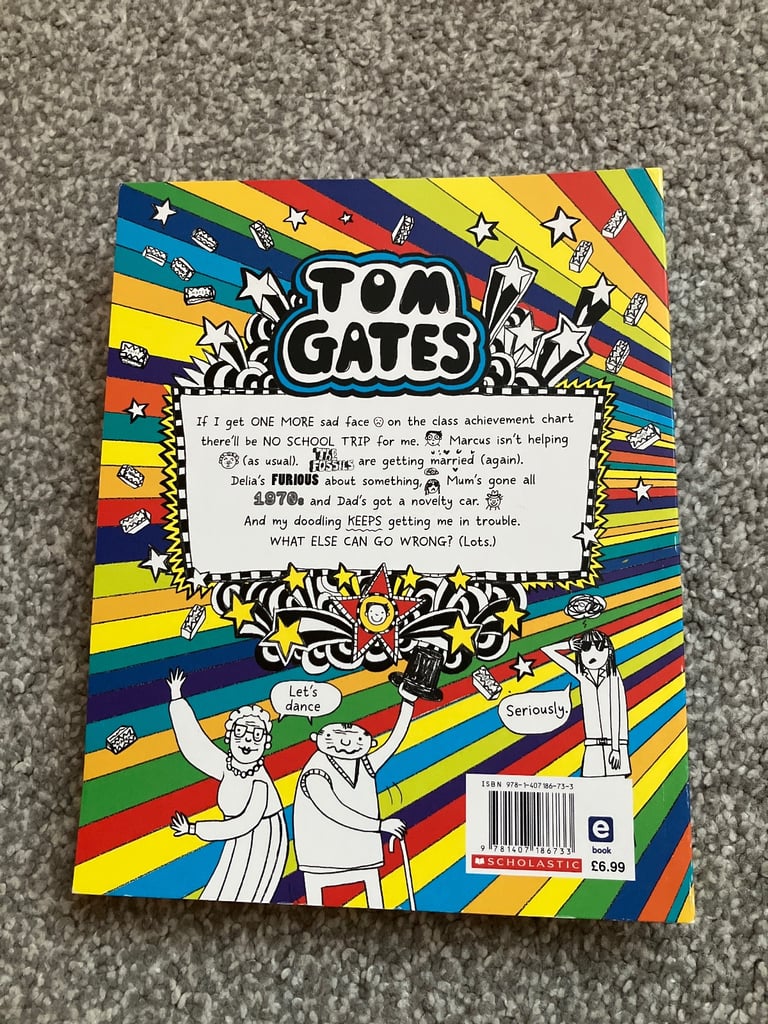 TOM
GATES
If I get ONE MORE sad face on the class achievement chart
there'll be NO SCHOOL TRIP for me. Marcus isn't helping
(as usual). THE FOSSILS are getting married (again).
Delia's FURIOUS about something, Mum's gone all
1970s and Dad's got a novelty car.
And my doodling KEEPS getting me in trouble.
WHAT ELSE CAN GO WRONG? (Lots.)
Let's
dance
Seriously.
ISBN 978-1-407186-73-3
9 781407 186733
SCHOLASTIC
e
book
£6.99